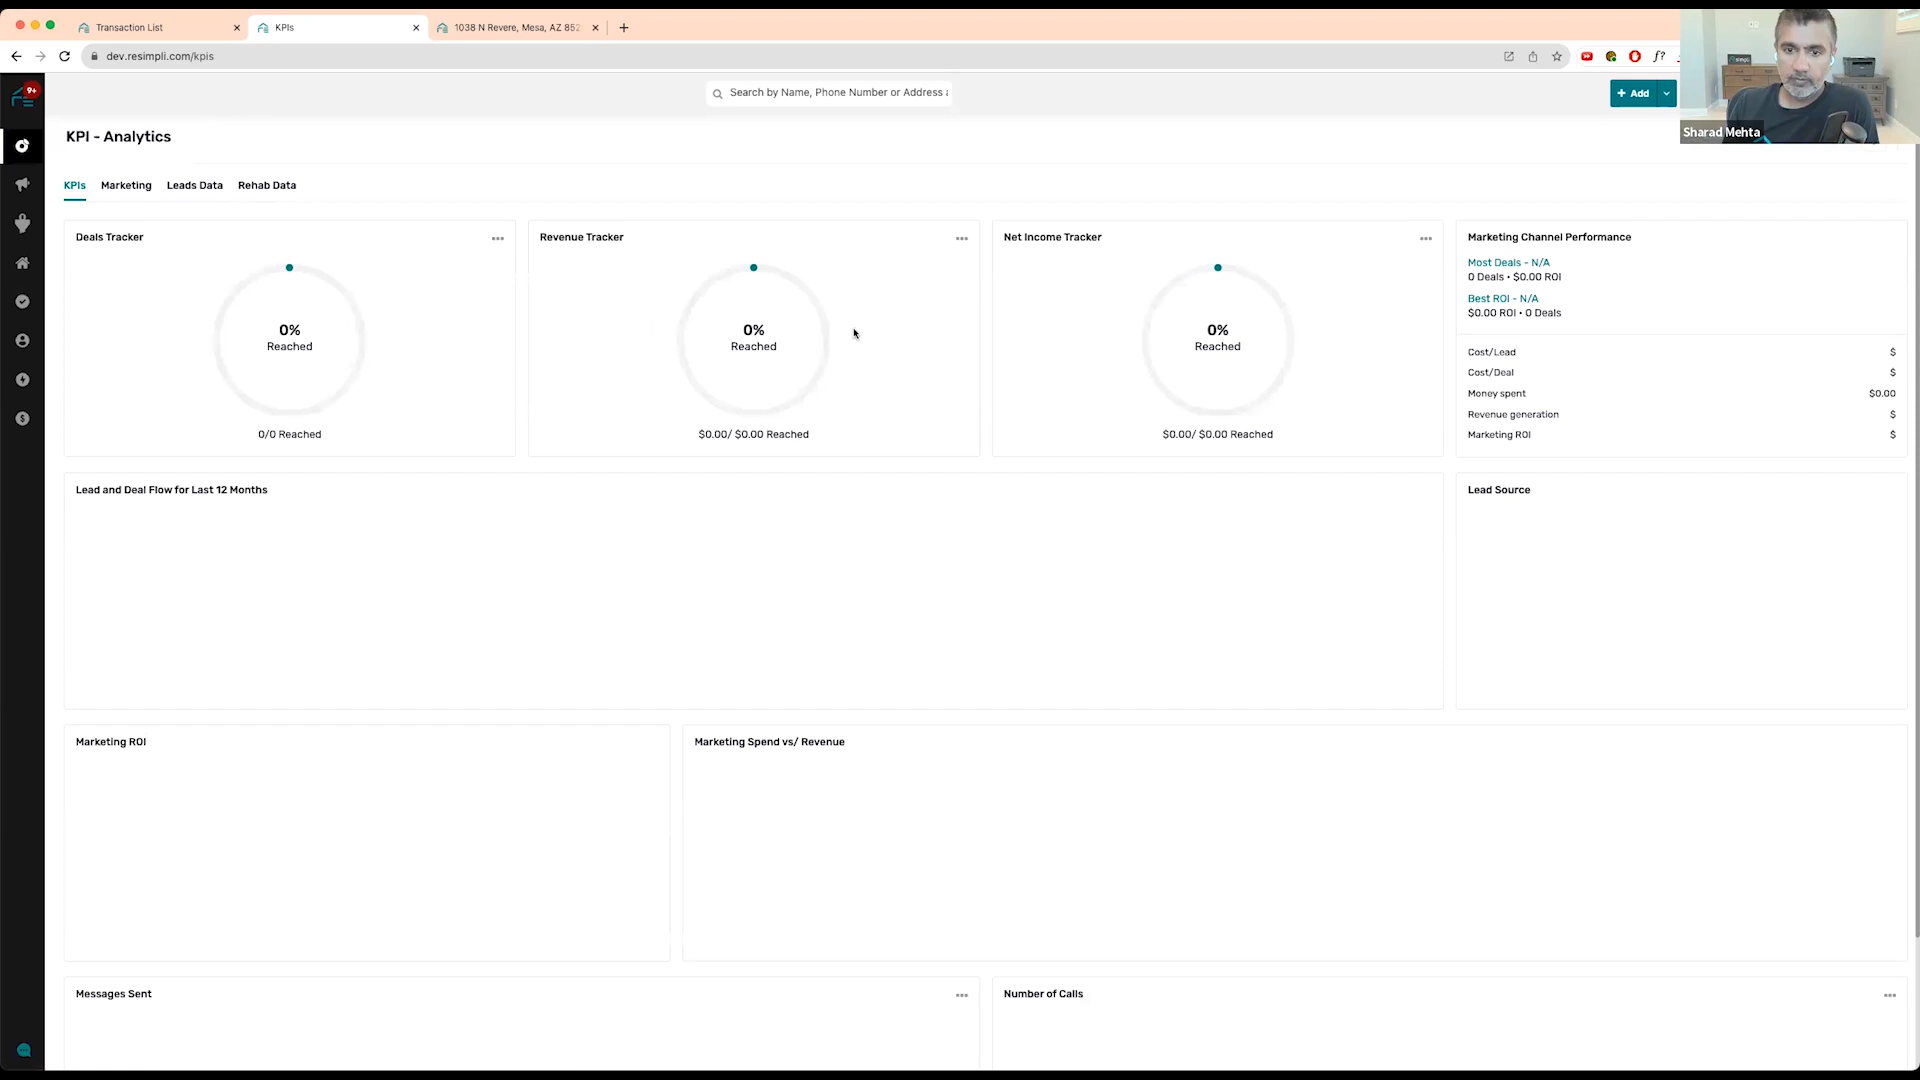 Transaction List
KPIs
1038 N Revere, Mesa, AZ 852
dev.resimpli.com/kpis
f?
9+
Search by Name, Phone Number or Address a
+ Add
Sharad Mehta
KPI - Analytics
KPIs
Marketing
Leads Data
Rehab Data
Deals Tracker
0%
Reached
0/0 Reached
Revenue Tracker
0%
Reached
$0.00/ $0.00 Reached
Net Income Tracker
0%
Reached
$0.00/ $0.00 Reached
Marketing Channel Performance
Most Deals - N/A
0 Deals • $0.00 ROI
Best ROI - N/A
$0.00 ROI • 0 Deals
Cost/Lead $
Cost/Deal $
Money spent $0.00
Revenue generation $
Marketing ROI $
Lead and Deal Flow for Last 12 Months
Lead Source
Marketing ROI
Marketing Spend vs/ Revenue
Messages Sent
Number of Calls